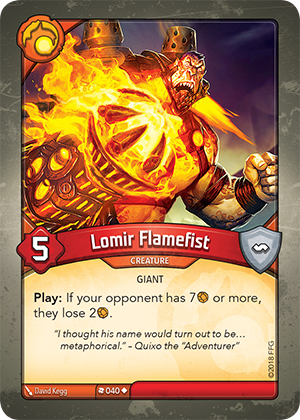 5
Lomir Flamefist
CREATURE
GIANT
Play: If your opponent has 7 or more,
they lose 2.
"I thought his name would turn out to be...
metaphorical." – Quixo the "Adventurer"
David Kegg
040
©2018 FFG